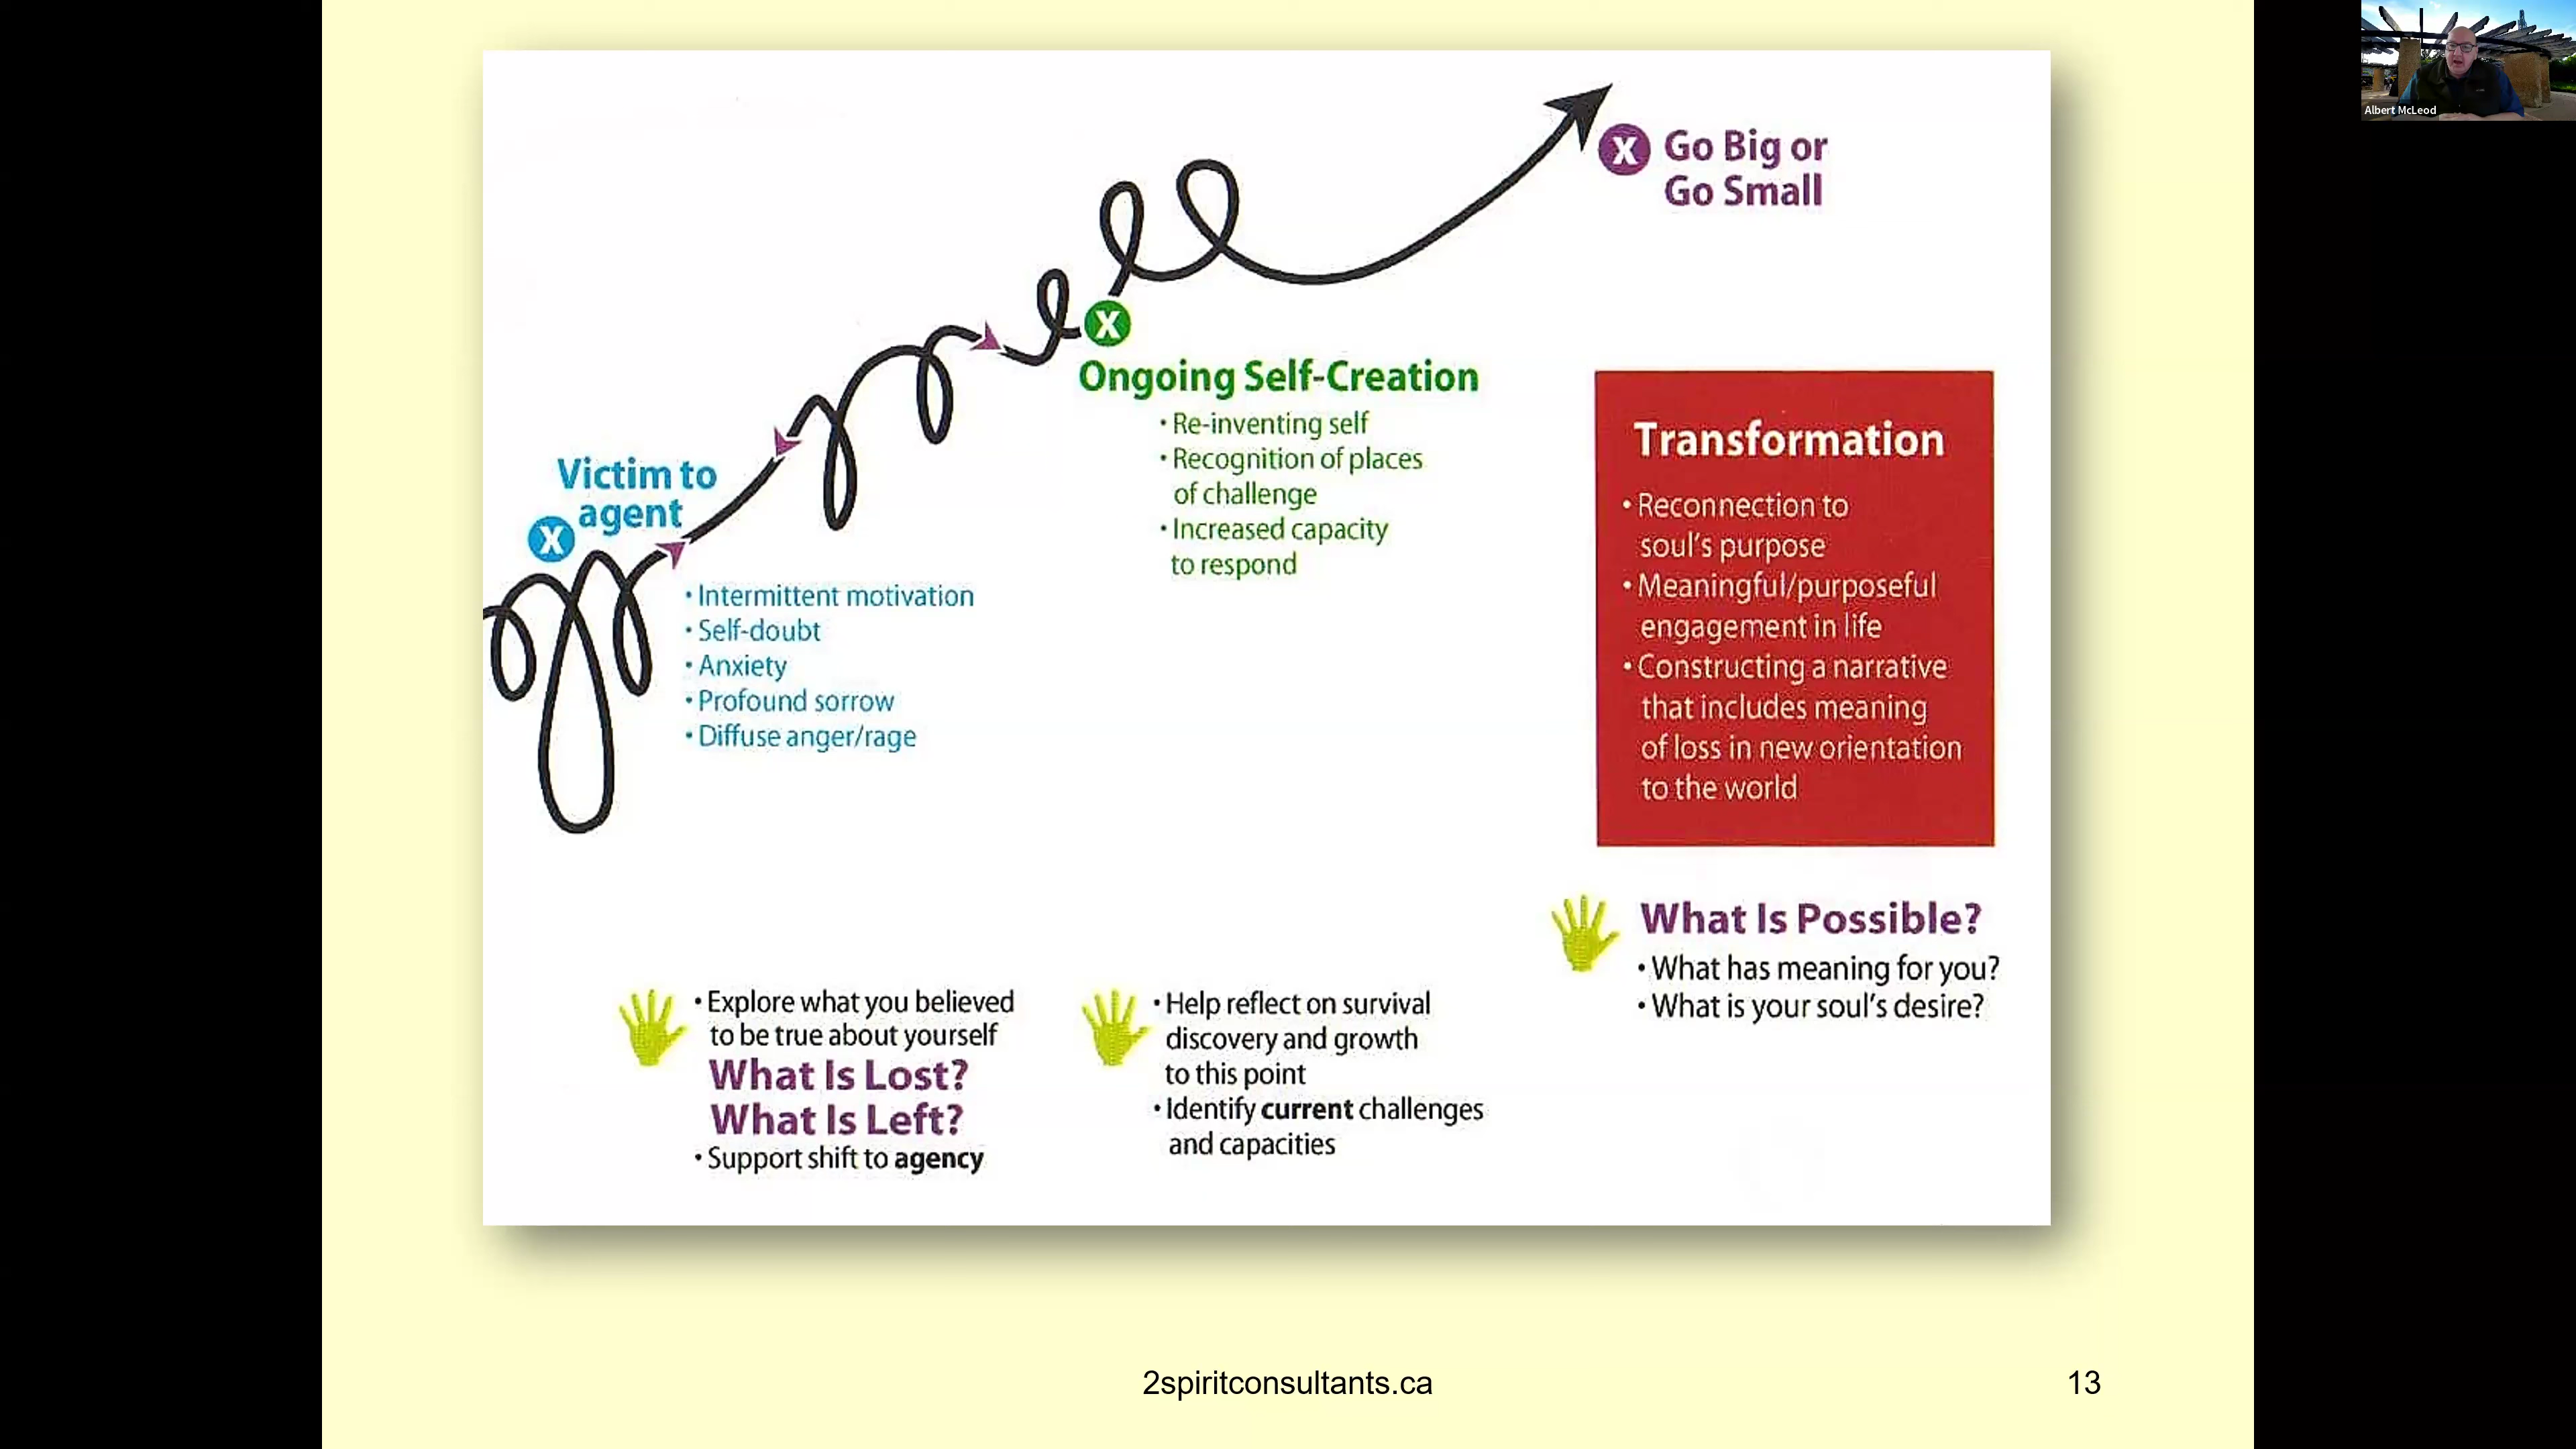 Albert McLeod
X Go Big or
Go Small
X
Ongoing Self-Creation
• Re-inventing self
• Recognition of places
of challenge
• Increased capacity
to respond
Victim to
X agent
• Intermittent motivation
• Self-doubt
• Anxiety
• Profound sorrow
• Diffuse anger/rage
Transformation
• Reconnection to
soul's purpose
• Meaningful/purposeful
engagement in life
• Constructing a narrative
that includes meaning
of loss in new orientation
to the world
• Explore what you believed
to be true about yourself
What Is Lost?
What Is Left?
• Support shift to agency
• Help reflect on survival
discovery and growth
to this point
• Identify current challenges
and capacities
What Is Possible?
• What has meaning for you?
• What is your soul's desire?
2spiritconsultants.ca
13